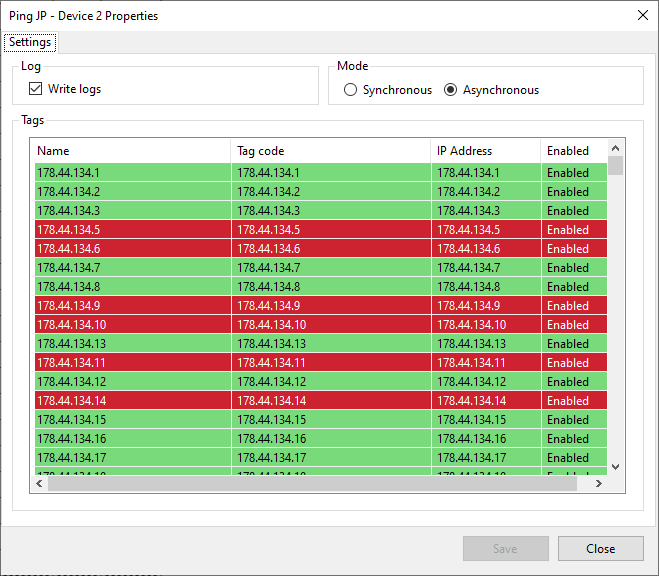 Ping JP - Device 2 Properties
Settings
Log
Write logs
Mode
Synchronous Asynchronous
Tags
Name Tag code IP Address Enabled
178.44.134.1 178.44.134.1 178.44.134.1 Enabled
178.44.134.2 178.44.134.2 178.44.134.2 Enabled
178.44.134.3 178.44.134.3 178.44.134.3 Enabled
178.44.134.5 178.44.134.5 178.44.134.5 Enabled
178.44.134.6 178.44.134.6 178.44.134.6 Enabled
178.44.134.7 178.44.134.7 178.44.134.7 Enabled
178.44.134.8 178.44.134.8 178.44.134.8 Enabled
178.44.134.9 178.44.134.9 178.44.134.9 Enabled
178.44.134.10 178.44.134.10 178.44.134.10 Enabled
178.44.134.13 178.44.134.13 178.44.134.13 Enabled
178.44.134.11 178.44.134.11 178.44.134.11 Enabled
178.44.134.12 178.44.134.12 178.44.134.12 Enabled
178.44.134.14 178.44.134.14 178.44.134.14 Enabled
178.44.134.15 178.44.134.15 178.44.134.15 Enabled
178.44.134.16 178.44.134.16 178.44.134.16 Enabled
178.44.134.17 178.44.134.17 178.44.134.17 Enabled
Save Close